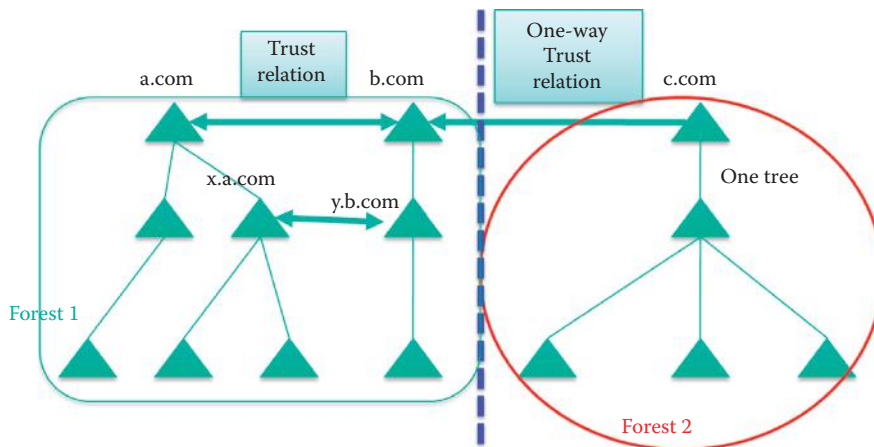 Trust
relation
One-way
Trust
relation
a.com
b.com
c.com
x.a.com
y.b.com
One tree
Forest 1
Forest 2